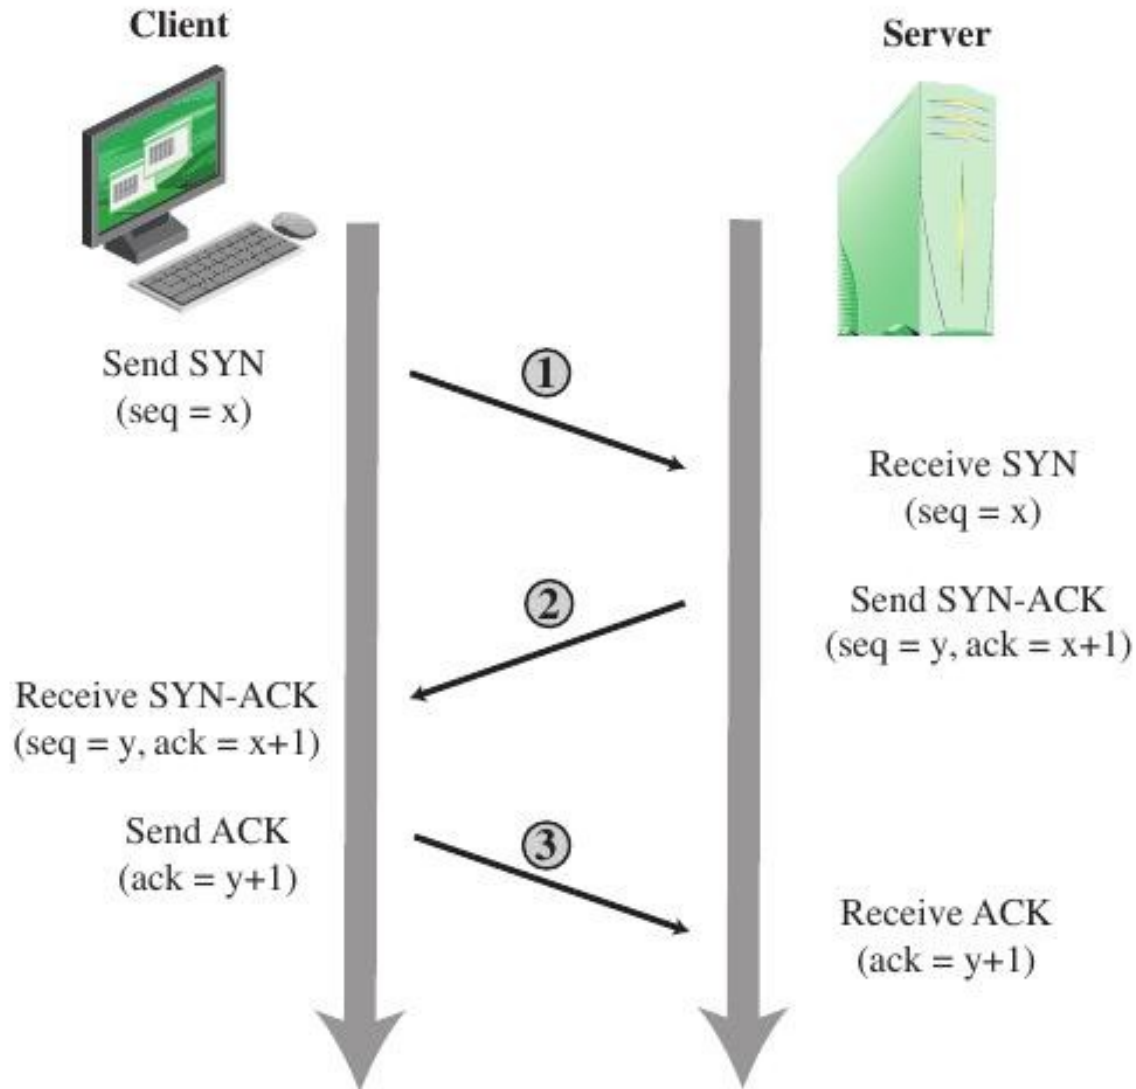 Client
Server
Send SYN
(seq = x)
1
Receive SYN
(seq = x)
2
Send SYN-ACK
(seq = y, ack = x+1)
Receive SYN-ACK
(seq = y, ack = x+1)
Send ACK
(ack = y+1)
3
Receive ACK
(ack = y+1)